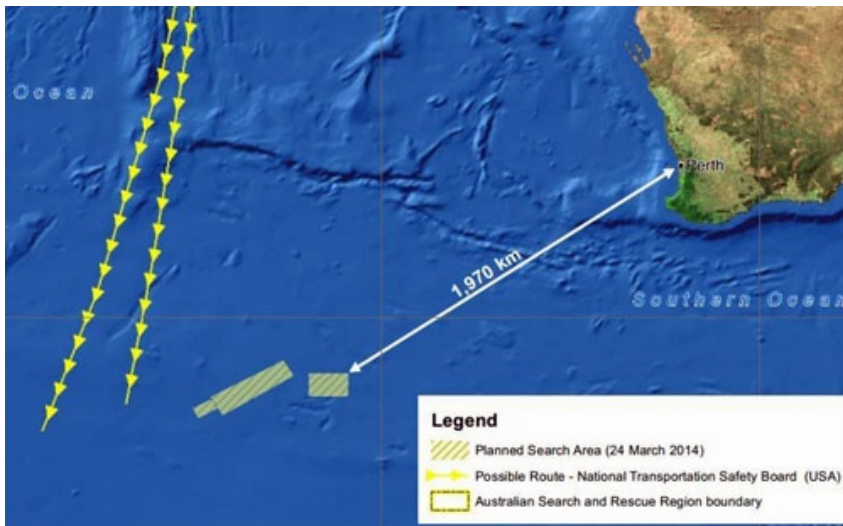 Ocean
Perth
1,970 km
Southern Ocean
Legend
Planned Search Area (24 March 2014)
Possible Route - National Transportation Safety Board (USA)
Australian Search and Rescue Region boundary